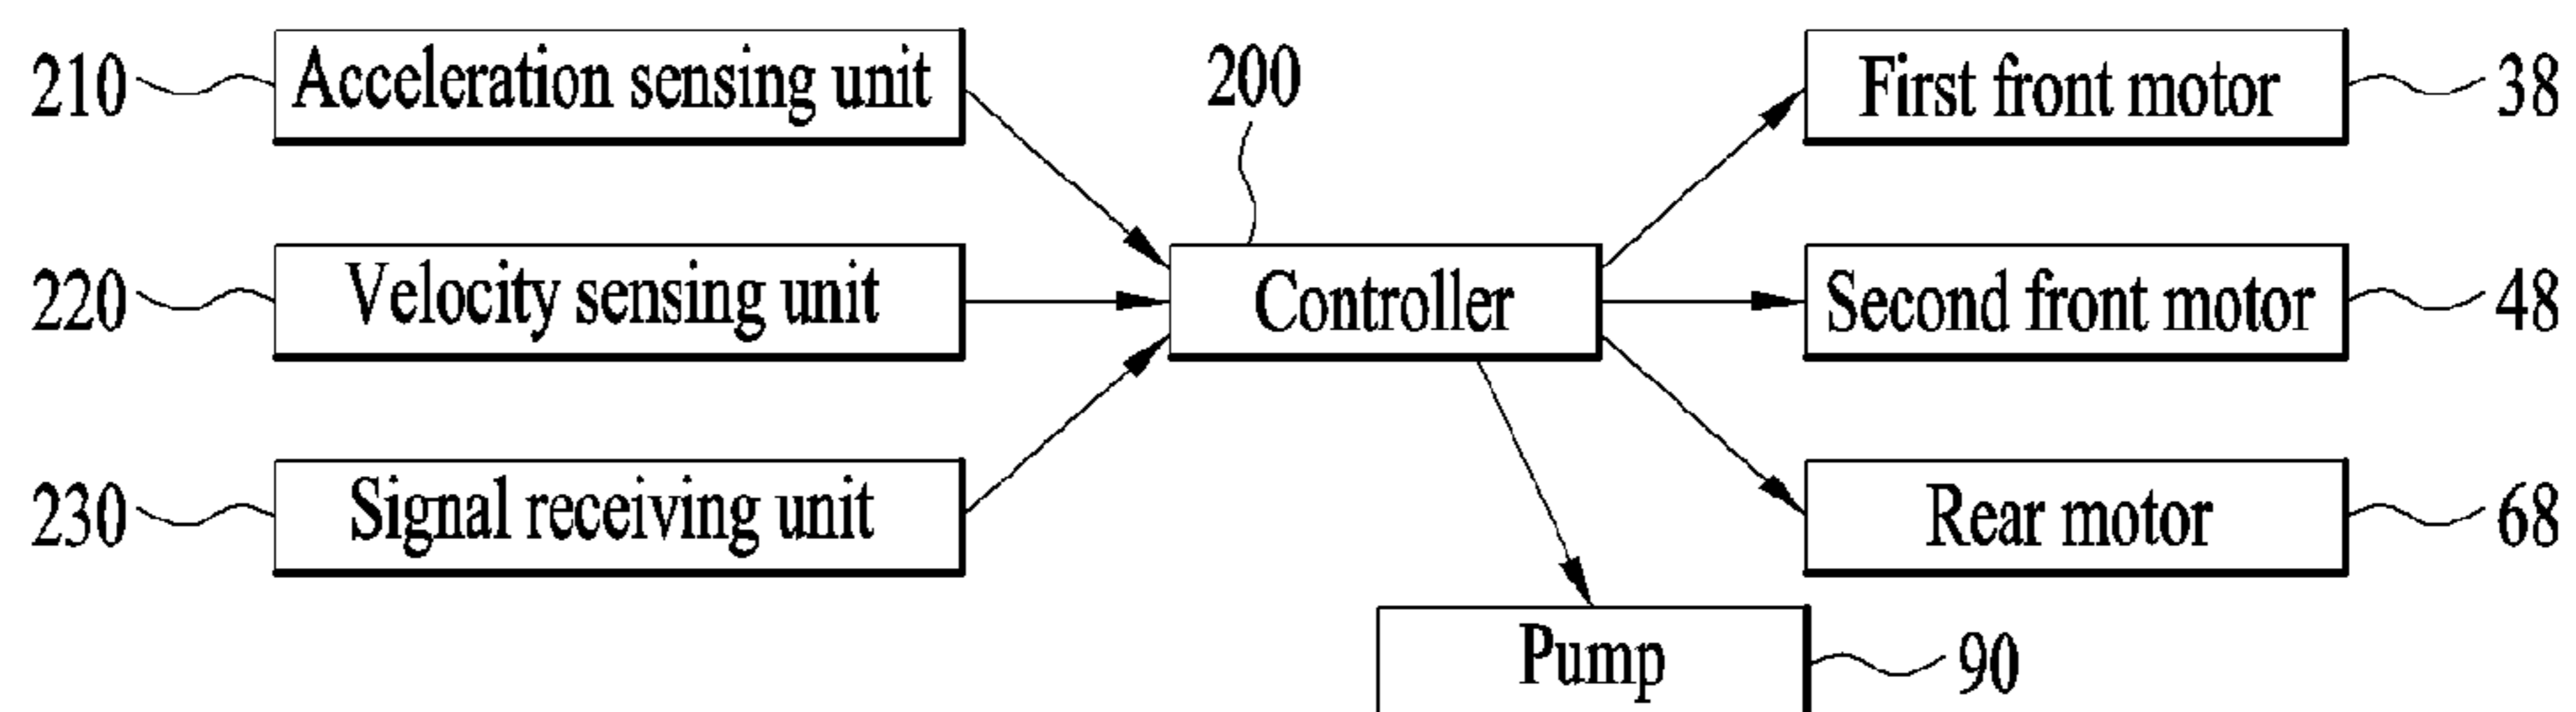 210 Acceleration sensing unit 200 First front motor 38
220 Velocity sensing unit Controller Second front motor 48
230 Signal receiving unit Rear motor 68
Pump 90